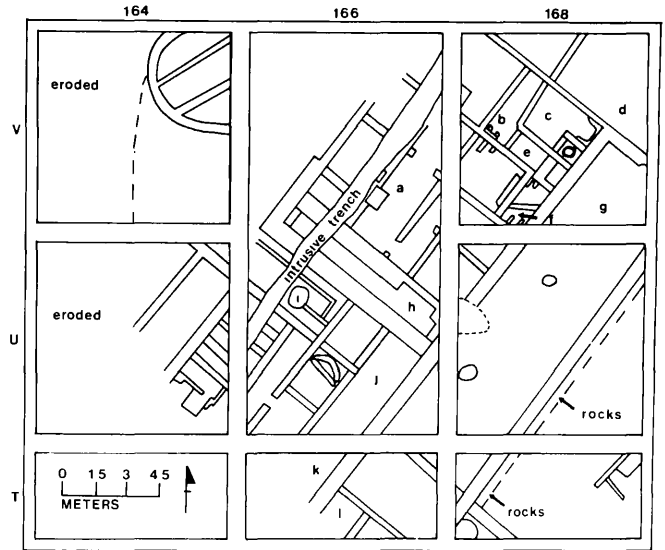 164 166 168
V
eroded
intrusive trench
a
b
c
d
e
f
g
U
eroded
i
h
j
rocks
T
0 1.5 3 4.5
METERS
k
l
rocks